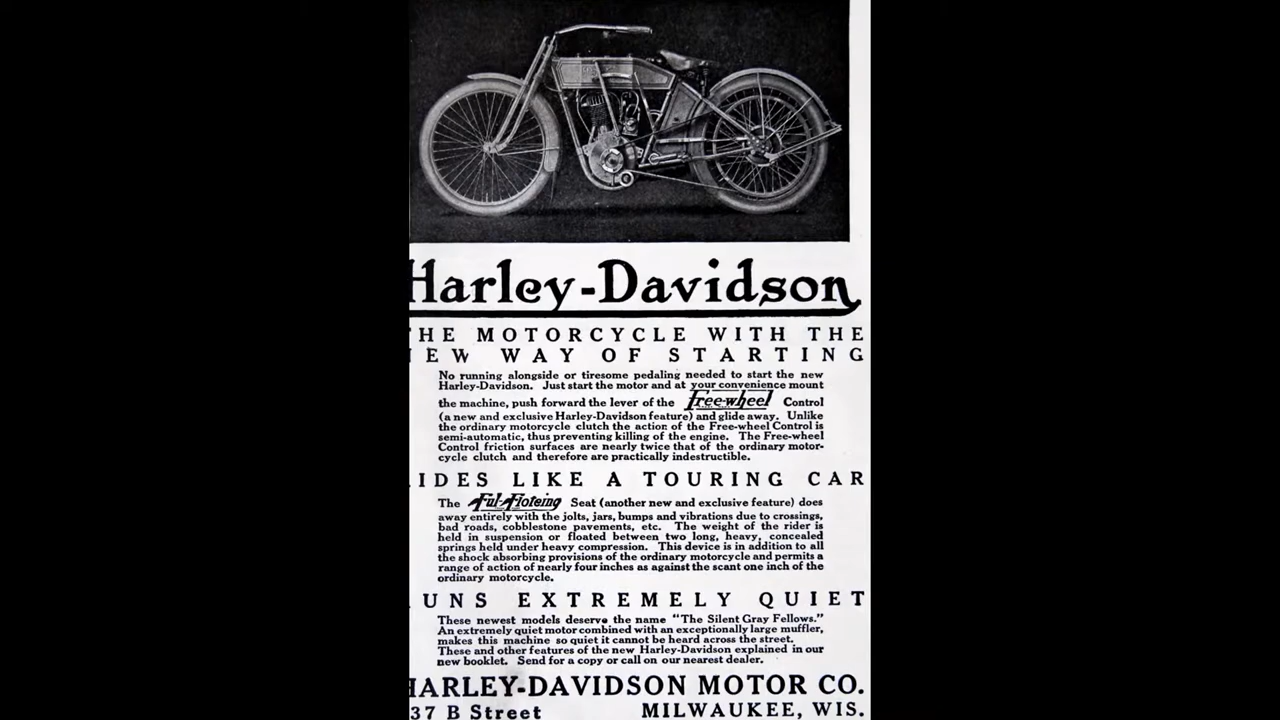 Harley-Davidson
THE MOTORCYCLE WITH THE
NEW WAY OF STARTING
No running alongside or tiresome pedaling needed to start the new
Harley-Davidson. Just start the motor and at your convenience mount
the machine, push forward the lever of the Free-wheel Control
(a new and exclusive Harley-Davidson feature) and glide away. Unlike
the ordinary motorcycle clutch the action of the Free-wheel Control is
semi-automatic, thus preventing killing of the engine. The Free-wheel
Control friction surfaces are nearly twice that of the ordinary motor-
cycle clutch and therefore are practically indestructible.
RIDES LIKE A TOURING CAR
The Ful-Floteing Seat (another new and exclusive feature) does
away entirely with the jolts, jars, bumps and vibrations due to crossings,
bad roads, cobblestone pavements, etc. The weight of the rider is
held in suspension or floated between two long, heavy, concealed
springs held under heavy compression. This device is in addition to all
the shock absorbing provisions of the ordinary motorcycle and permits a
range of action of nearly four inches as against the scant one inch of the
ordinary motorcycle.
RUNS EXTREMELY QUIET
These newest models deserve the name "The Silent Gray Fellows."
An extremely quiet motor combined with an exceptionally large muffler,
makes this machine so quiet it cannot be heard across the street.
These and other features of the new Harley-Davidson explained in our
new booklet. Send for a copy or call on our nearest dealer.
HARLEY-DAVIDSON MOTOR CO.
37 B Street MILWAUKEE, WIS.